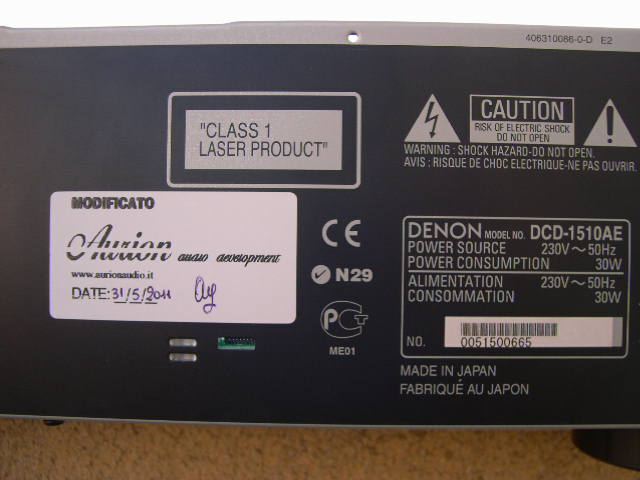 406310086-0-D E2
"CLASS 1
LASER PRODUCT"
CAUTION
RISK OF ELECTRIC SHOCK
DO NOT OPEN
WARNING : SHOCK HAZARD-DO NOT OPEN.
AVIS : RISQUE DE CHOC ELECTRIQUE-NE PAS OUVRIR.
MODIFICATO
Aurion audio development
www.aurionaudio.it
DATE: 31/5/2011
CE
N29
PCT
ME01
DENON MODEL NO. DCD-1510AE
POWER SOURCE 230V~50Hz
POWER CONSUMPTION 30W
ALIMENTATION 230V~50Hz
CONSOMMATION 30W
NO. 0051500665
MADE IN JAPAN
FABRIQUÉ AU JAPON